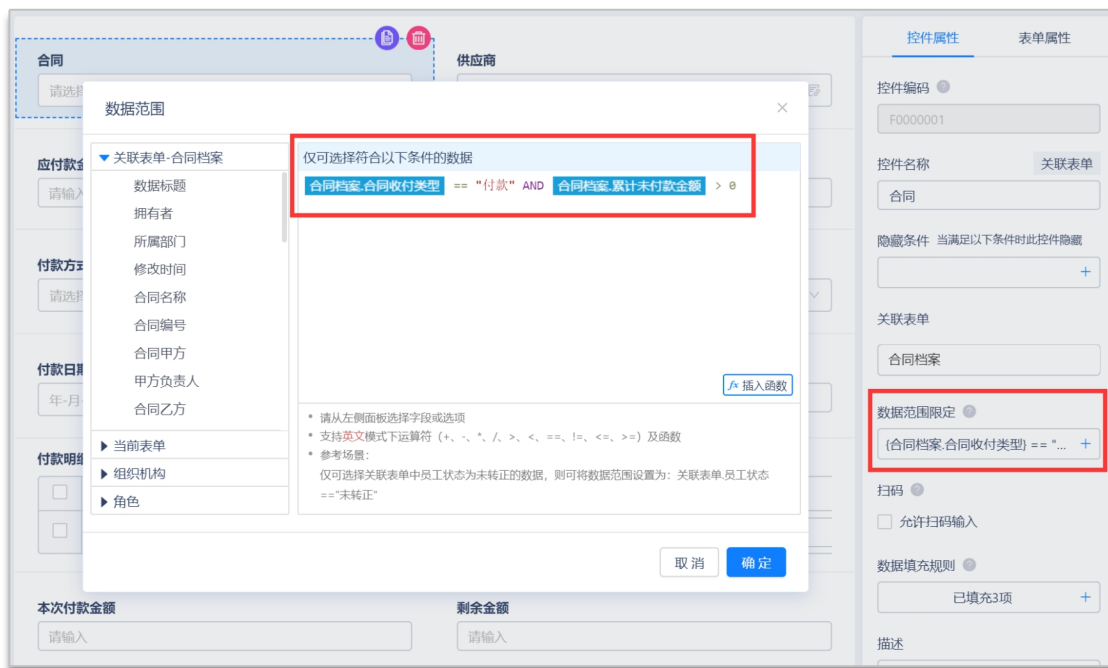 控件属性 表单属性
合同 供应商
请选
控件编码
F0000001
控件名称 关联表单
合同
隐藏条件 当满足以下条件时此控件隐藏
关联表单
合同档案
数据范围限定
{合同档案.合同收付类型} == "...
扫码
允许扫码输入
数据填充规则
已填充3项
描述
数据范围
关联表单-合同档案
数据标题
拥有者
所属部门
修改时间
合同名称
合同编号
合同甲方
甲方负责人
合同乙方
当前表单
组织机构
角色
仅可选择符合以下条件的数据
合同档案.合同收付类型 == "付款" AND 合同档案.累计未付款金额 > 0
fx 插入函数
* 请从左侧面板选择字段或选项
* 支持英文模式下运算符（+、-、*、/、>、<、==、!=、<=、>=）及函数
* 参考场景：
仅可选择关联表单中员工状态为未转正的数据，则可将数据范围设置为：关联表单.员工状态
=="未转正"
取 消 确 定
应付款金
请输入
付款方式
请选
付款日期
年-月
付款明细
本次付款金额 剩余金额
请输入 请输入